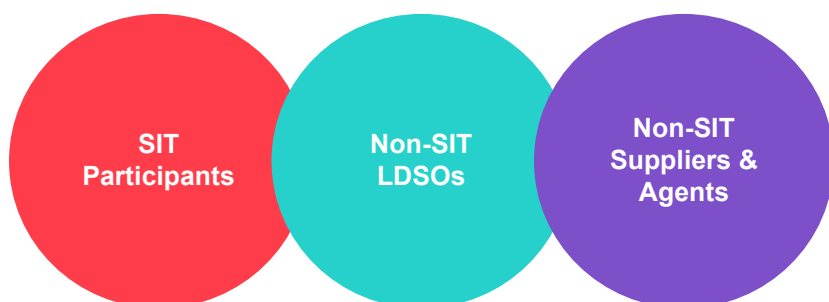 SIT
Participants
Non-SIT
LDSOs
Non-SIT
Suppliers &
Agents